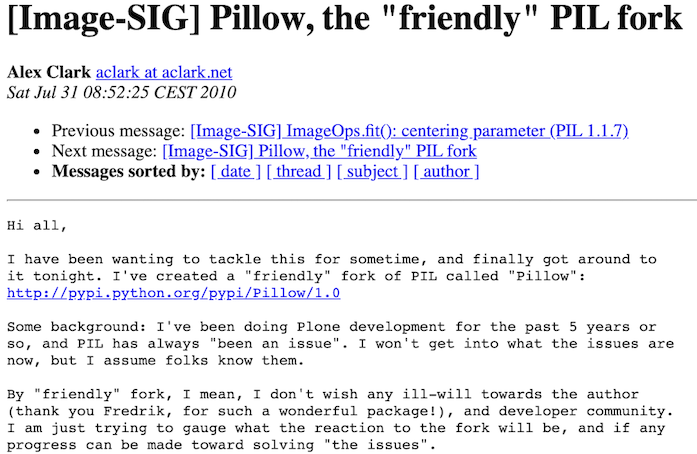 [Image-SIG] Pillow, the "friendly" PIL fork
Alex Clark aclark at aclark.net
Sat Jul 31 08:52:25 CEST 2010
• Previous message: [Image-SIG] ImageOps.fit(): centering parameter (PIL 1.1.7)
• Next message: [Image-SIG] Pillow, the "friendly" PIL fork
• Messages sorted by: [ date ] [ thread ] [ subject ] [ author ]
Hi all,
I have been wanting to tackle this for sometime, and finally got around to
it tonight. I've created a "friendly" fork of PIL called "Pillow":
http://pypi.python.org/pypi/Pillow/1.0
Some background: I've been doing Plone development for the past 5 years or
so, and PIL has always "been an issue". I won't get into what the issues are
now, but I assume folks know them.
By "friendly" fork, I mean, I don't wish any ill-will towards the author
(thank you Fredrik, for such a wonderful package!), and developer community.
I am just trying to gauge what the reaction to the fork will be, and if any
progress can be made toward solving "the issues".